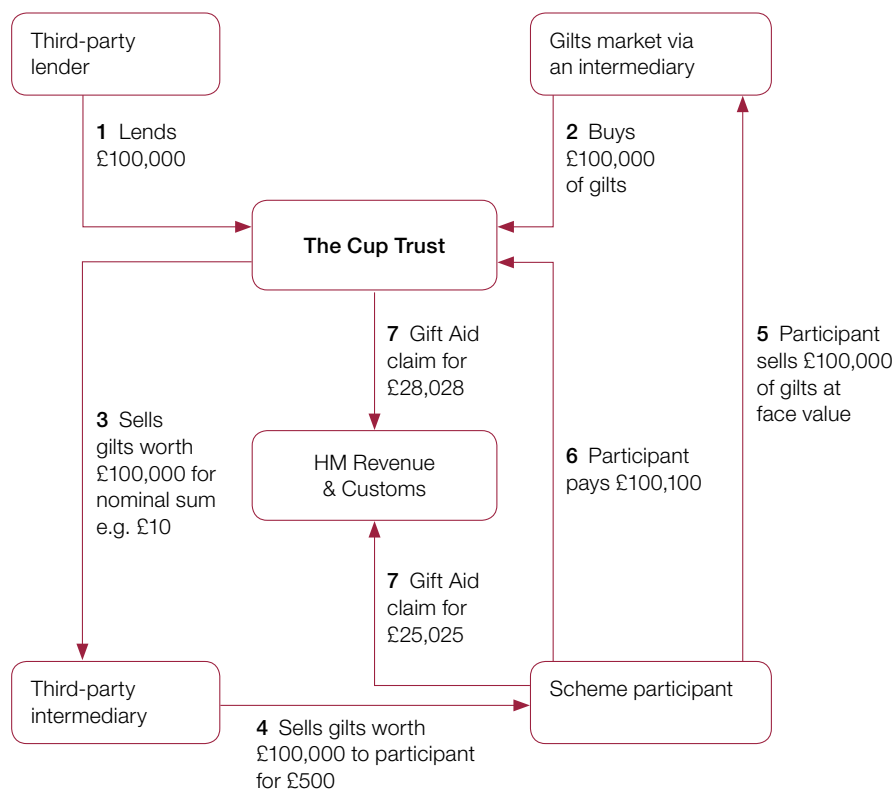 Third-party
lender
Gilts market via
an intermediary
1 Lends
£100,000
2 Buys
£100,000
of gilts
The Cup Trust
7 Gift Aid
claim for
£28,028
5 Participant
sells £100,000
of gilts at
face value
3 Sells
gilts worth
£100,000 for
nominal sum
e.g. £10
HM Revenue
& Customs
6 Participant
pays £100,100
7 Gift Aid
claim for
£25,025
Third-party
intermediary
Scheme participant
4 Sells gilts worth
£100,000 to participant
for £500